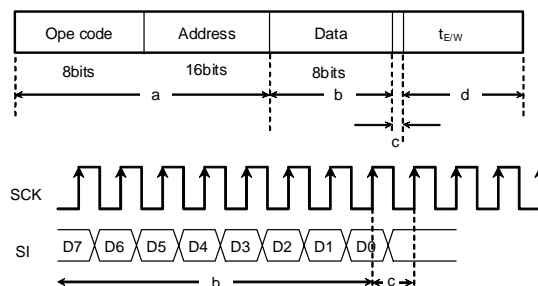 Ope code Address Data tE/W
8bits 16bits 8bits
a b d
c
SCK
SI D7 D6 D5 D4 D3 D2 D1 D0
b c